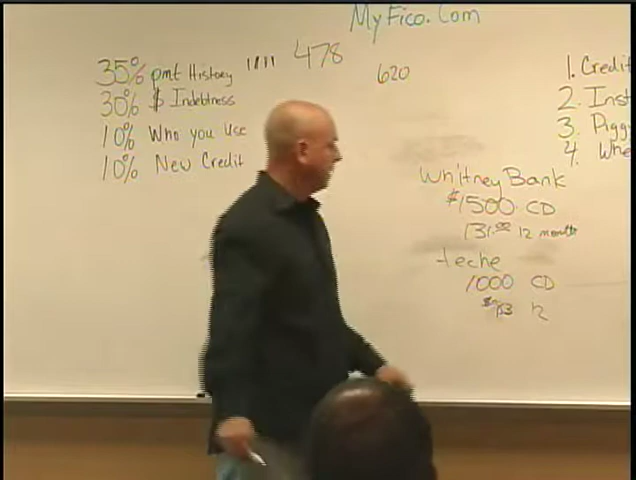 MyFico.Com
35% pmt History 478
620
30% $ Indebtness
10% Who you Use
10% New Credit
1. Credit
2. Inst
3. Pigg
4. Whe
Whitney Bank
$1500 CD
131.00 12 months
teche
1000 CD
12